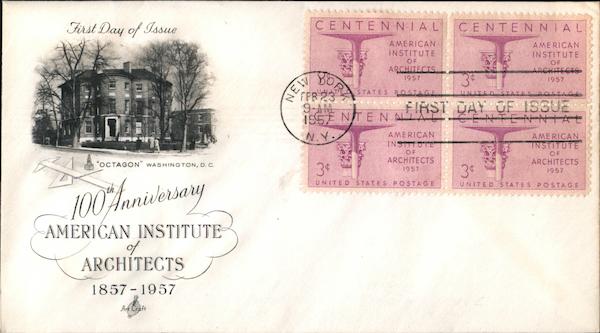 First Day of Issue
"OCTAGON" WASHINGTON, D.C.
100th Anniversary
AMERICAN INSTITUTE
of
ARCHITECTS
1857-1957
Art Craft
CENTENNIAL
AMERICAN
INSTITUTE
OF
ARCHITECTS
1957
UNITED STATES POSTAGE
CENTENNIAL
AMERICAN
INSTITUTE
OF
ARCHITECTS
3¢ 1957
UNITED STATES POSTAGE
NEW YORK
FEB 23
9-AM
1957
N.Y.
FIRST DAY OF ISSUE
CENTENNIAL
AMERICAN
INSTITUTE
OF
ARCHITECTS
3¢ 1957
UNITED STATES POSTAGE
CENTENNIAL
AMERICAN
INSTITUTE
OF
ARCHITECTS
3¢ 1957
UNITED STATES POSTAGE